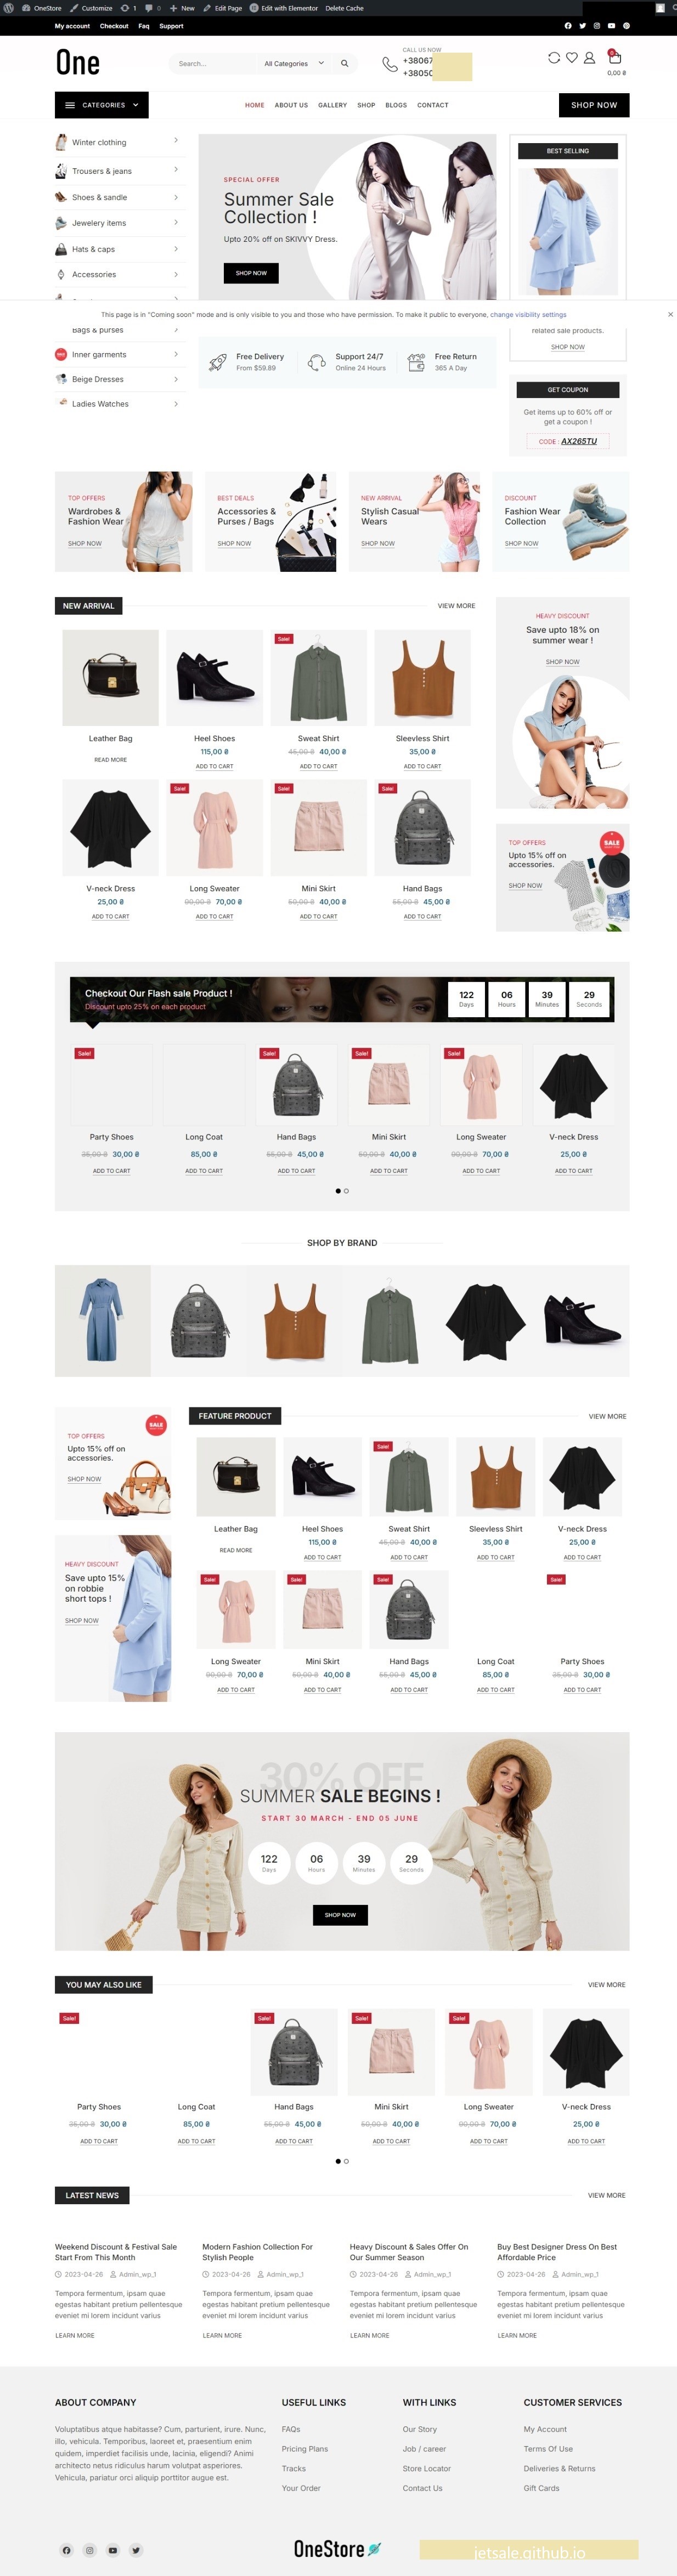 OneStore Customize 1 0 New Edit Page Edit with Elementor Delete Cache
My account Checkout Faq Support
One
Search...
All Categories
CALL US NOW
+38067
+38050
0
0,00 ₴
CATEGORIES
HOME ABOUT US GALLERY SHOP BLOGS CONTACT
SHOP NOW
Winter clothing
Trousers & jeans
Shoes & sandle
Jewelery items
Hats & caps
Accessories
SPECIAL OFFER
Summer Sale
Collection !
Upto 20% off on SKIVVY Dress.
SHOP NOW
BEST SELLING
This page is in "Coming soon" mode and is only visible to you and those who have permission. To make it public to everyone, change visibility settings
Bags & purses
Inner garments
Beige Dresses
Ladies Watches
Free Delivery
From $59.89
Support 24/7
Online 24 Hours
Free Return
365 A Day
related sale products.
SHOP NOW
GET COUPON
Get items up to 60% off or
get a coupon !
CODE : AX265TU
TOP OFFERS
Wardrobes &
Fashion Wear
SHOP NOW
BEST DEALS
Accessories &
Purses / Bags
SHOP NOW
NEW ARRIVAL
Stylish Casual
Wears
SHOP NOW
DISCOUNT
Fashion Wear
Collection
SHOP NOW
NEW ARRIVAL
VIEW MORE
Sale!
Leather Bag Heel Shoes Sweat Shirt Sleevless Shirt
115,00 ₴ 45,00 ₴ 40,00 ₴ 35,00 ₴
READ MORE ADD TO CART ADD TO CART ADD TO CART
Sale! Sale! Sale!
V-neck Dress Long Sweater Mini Skirt Hand Bags
25,00 ₴ 90,00 ₴ 70,00 ₴ 50,00 ₴ 40,00 ₴ 55,00 ₴ 45,00 ₴
ADD TO CART ADD TO CART ADD TO CART ADD TO CART
HEAVY DISCOUNT
Save upto 18% on
summer wear !
SHOP NOW
SALE
TOP OFFERS
Upto 15% off on
accessories.
SHOP NOW
Checkout Our Flash sale Product !
Discount upto 25% on each product
122 06 39 29
Days Hours Minutes Seconds
Sale! Sale! Sale! Sale!
Party Shoes Long Coat Hand Bags Mini Skirt Long Sweater V-neck Dress
35,00 ₴ 30,00 ₴ 85,00 ₴ 55,00 ₴ 45,00 ₴ 50,00 ₴ 40,00 ₴ 90,00 ₴ 70,00 ₴ 25,00 ₴
ADD TO CART ADD TO CART ADD TO CART ADD TO CART ADD TO CART ADD TO CART
SHOP BY BRAND
SALE
TOP OFFERS
Upto 15% off on
accessories.
SHOP NOW
HEAVY DISCOUNT
Save upto 15%
on robbie
short tops !
SHOP NOW
FEATURE PRODUCT
VIEW MORE
Sale!
Leather Bag Heel Shoes Sweat Shirt Sleevless Shirt V-neck Dress
115,00 ₴ 45,00 ₴ 40,00 ₴ 35,00 ₴ 25,00 ₴
READ MORE ADD TO CART ADD TO CART ADD TO CART ADD TO CART
Sale! Sale! Sale! Sale!
Long Sweater Mini Skirt Hand Bags Long Coat Party Shoes
90,00 ₴ 70,00 ₴ 50,00 ₴ 40,00 ₴ 55,00 ₴ 45,00 ₴ 85,00 ₴ 35,00 ₴ 30,00 ₴
ADD TO CART ADD TO CART ADD TO CART ADD TO CART ADD TO CART
30% OFF
SUMMER SALE BEGINS !
START 30 MARCH - END 05 JUNE
122 06 39 29
Days Hours Minutes Seconds
SHOP NOW
YOU MAY ALSO LIKE
VIEW MORE
Sale! Sale! Sale! Sale!
Party Shoes Long Coat Hand Bags Mini Skirt Long Sweater V-neck Dress
35,00 ₴ 30,00 ₴ 85,00 ₴ 55,00 ₴ 45,00 ₴ 50,00 ₴ 40,00 ₴ 90,00 ₴ 70,00 ₴ 25,00 ₴
ADD TO CART ADD TO CART ADD TO CART ADD TO CART ADD TO CART ADD TO CART
LATEST NEWS
VIEW MORE
Weekend Discount & Festival Sale
Start From This Month
2023-04-26 Admin_wp_1
Tempora fermentum, ipsam quae
egestas habitant pretium pellentesque
eveniet mi lorem incidunt varius
LEARN MORE
Modern Fashion Collection For
Stylish People
2023-04-26 Admin_wp_1
Tempora fermentum, ipsam quae
egestas habitant pretium pellentesque
eveniet mi lorem incidunt varius
LEARN MORE
Heavy Discount & Sales Offer On
Our Summer Season
2023-04-26 Admin_wp_1
Tempora fermentum, ipsam quae
egestas habitant pretium pellentesque
eveniet mi lorem incidunt varius
LEARN MORE
Buy Best Designer Dress On Best
Affordable Price
2023-04-26 Admin_wp_1
Tempora fermentum, ipsam quae
egestas habitant pretium pellentesque
eveniet mi lorem incidunt varius
LEARN MORE
ABOUT COMPANY
Voluptatibus atque habitasse? Cum, parturient, irure. Nunc,
illo, vehicula. Temporibus, laoreet et, praesentium enim
quidem, imperdiet facilisis unde, lacinia, eligendi? Animi
architecto netus ridiculus harum volutpat asperiores.
Vehicula, pariatur orci aliquip porttitor augue est.
USEFUL LINKS
FAQs
Pricing Plans
Tracks
Your Order
WITH LINKS
Our Story
Job / career
Store Locator
Contact Us
CUSTOMER SERVICES
My Account
Terms Of Use
Deliveries & Returns
Gift Cards
OneStore
jetsale.github.io